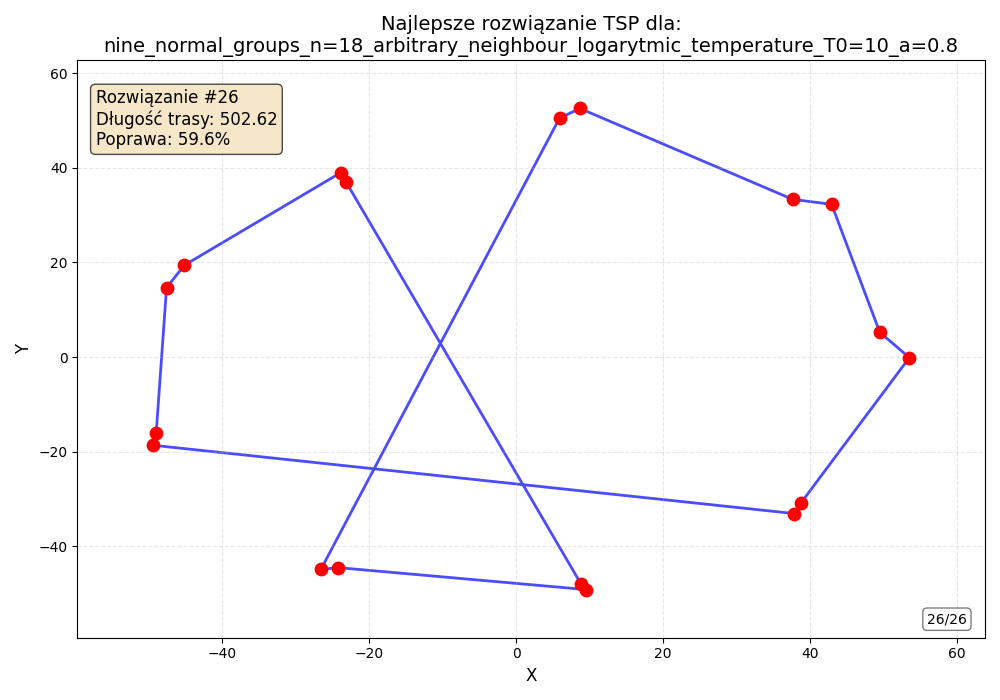 Najlepsze rozwiązanie TSP dla:
nine_normal_groups_n=18_arbitrary_neighbour_logarytmic_temperature_T0=10_a=0.8
Rozwiązanie #26
Długość trasy: 502.62
Poprawa: 59.6%
60
40
20
0
−20
−40
Y
26/26
−40
−20
0
20
40
60
X